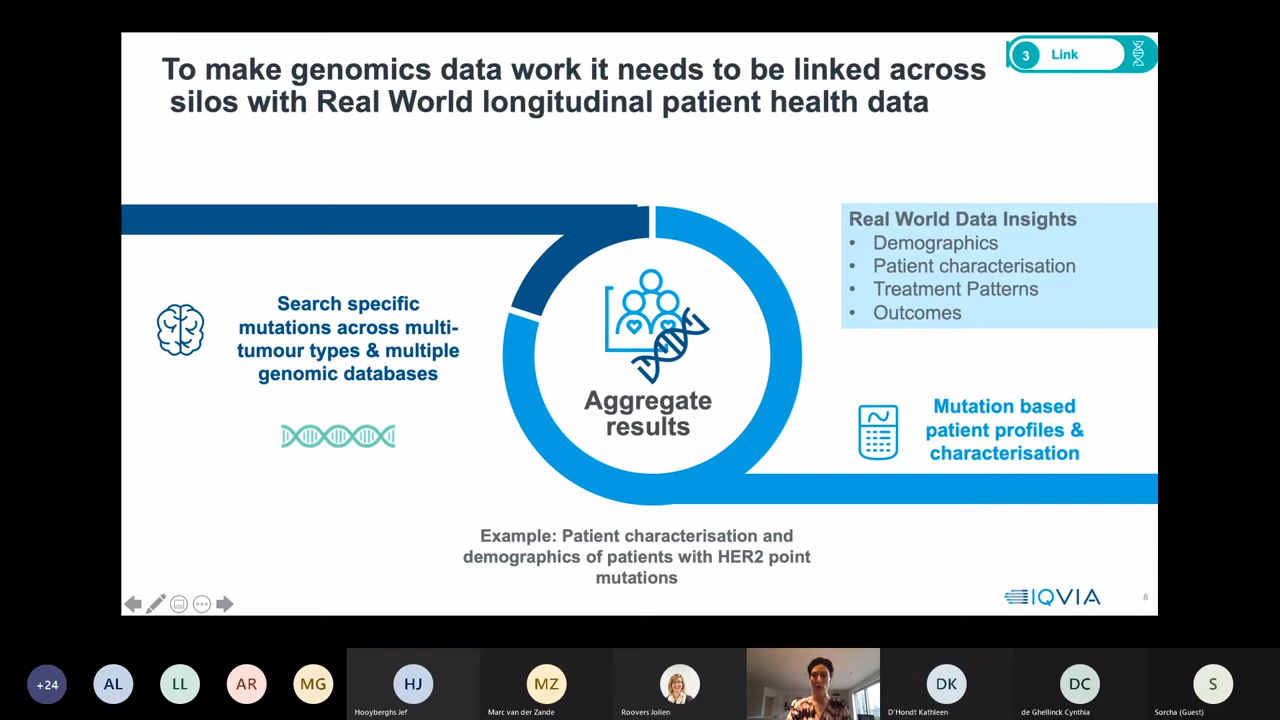 To make genomics data work it needs to be linked across
silos with Real World longitudinal patient health data
3
Link
Real World Data Insights
• Demographics
• Patient characterisation
• Treatment Patterns
• Outcomes
Search specific
mutations across multi-
tumour types & multiple
genomic databases
Aggregate
results
Mutation based
patient profiles &
characterisation
Example: Patient characterisation and
demographics of patients with HER2 point
mutations
IQVIA
8
+24
AL
LL
AR
MG
HJ
MZ
DK
DC
S
Hooyberghs Jef
Marc van der Zande
Roovers Jolien
D'Hondt Kathleen
de Ghellinck Cynthia
Sorcha (Guest)